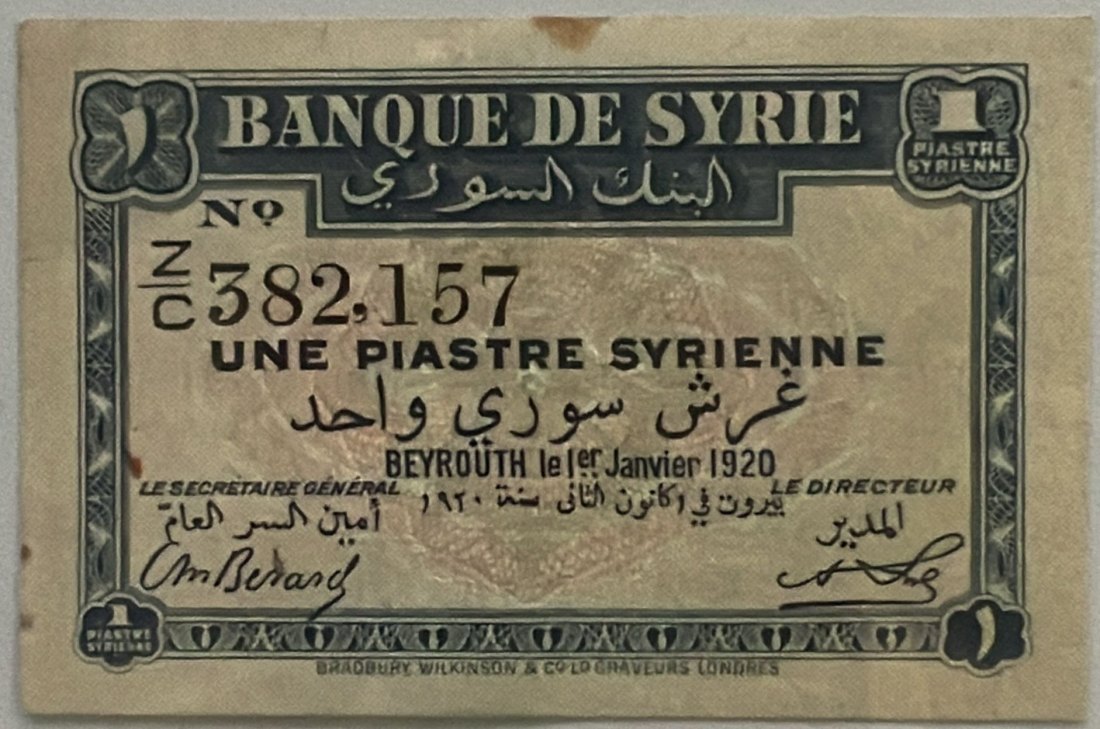 ١
BANQUE DE SYRIE
1
PIASTRE
SYRIENNE
البنك السوري
Nº
Z/C 382,157
UNE PIASTRE SYRIENNE
غرش سوري واحد
BEYROUTH le 1er Janvier 1920
بيروت في ١ كانون الثاني سنة ١٩٢٠
LE SECRÉTAIRE GÉNÉRAL
أمين السر العامّ
LE DIRECTEUR
المدير
1
PIASTRE
SYRIENNE
١
BRADBURY, WILKINSON & Cº Lᴰ GRAVEURS LONDRES